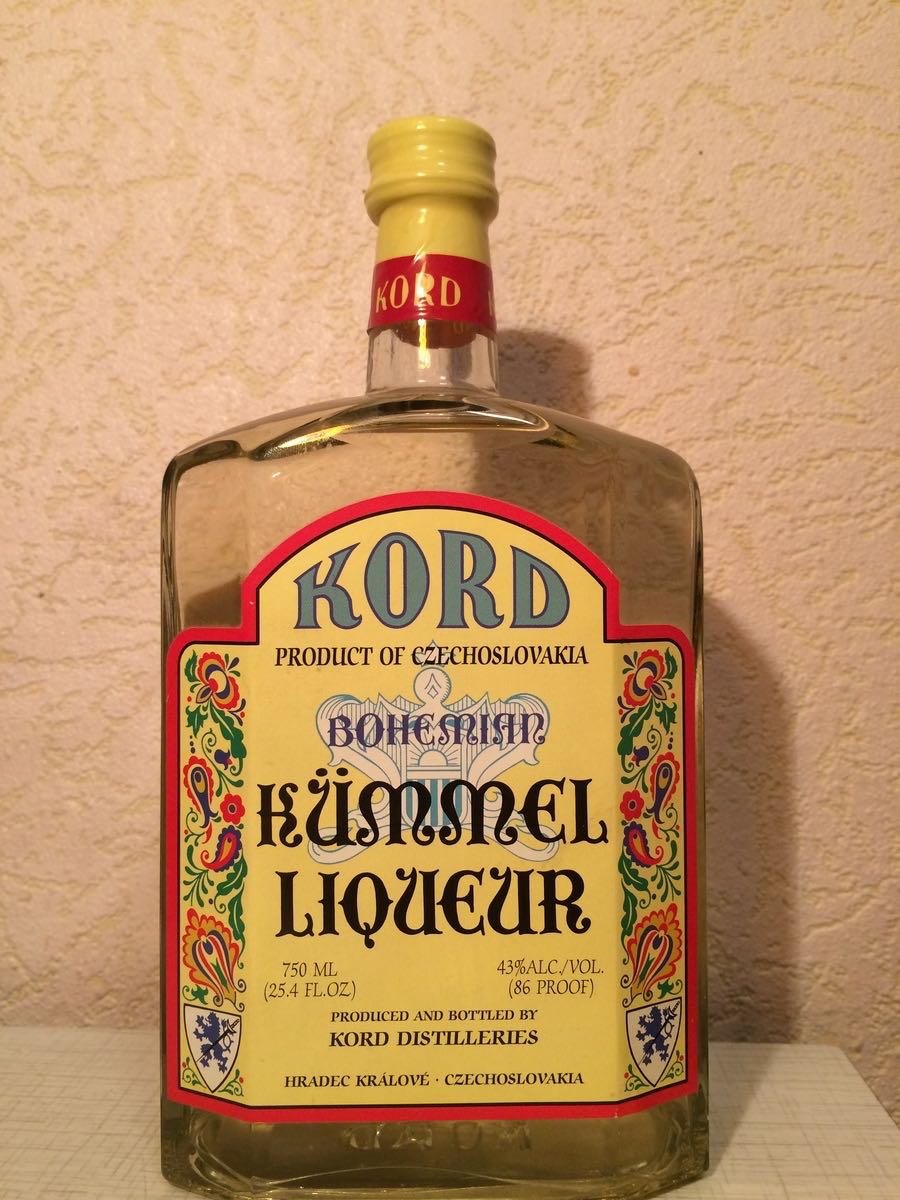 KORD
KORD
PRODUCT OF CZECHOSLOVAKIA
BOHEMIAN
KÜMMEL
LIQUEUR
750 ML 43%ALC./VOL.
(25.4 FL.OZ) (86 PROOF)
PRODUCED AND BOTTLED BY
KORD DISTILLERIES
HRADEC KRÁLOVÉ · CZECHOSLOVAKIA